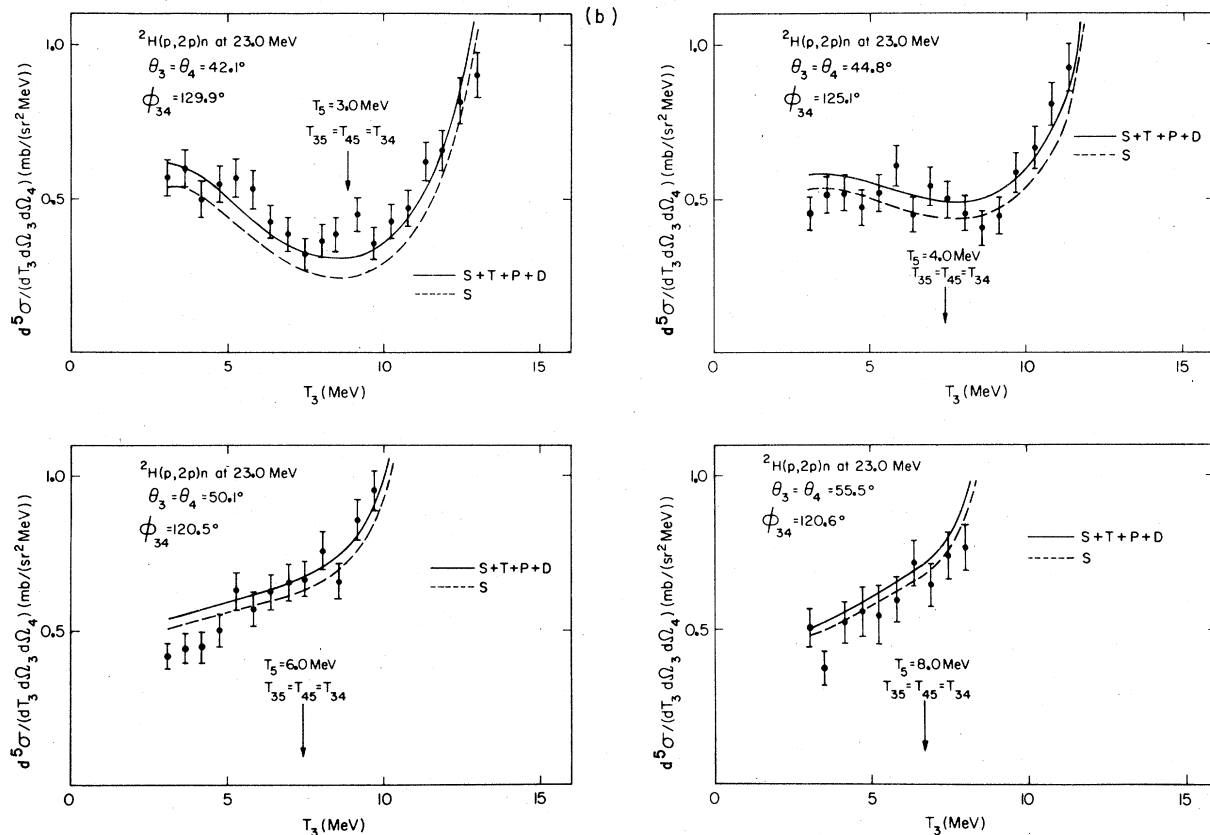 (b)
d⁵σ/(dT₃ dΩ₃ dΩ₄) (mb/(sr² MeV))
1.0
0.5
0
²H(p,2p)n at 23.0 MeV
θ₃ = θ₄ = 42.1°
ϕ₃₄ = 129.9°
T₅ = 3.0 MeV
T₃₅ = T₄₅ = T₃₄
S + T + P + D
S
0 5 10 15
T₃ (MeV)
d⁵σ/(dT₃ dΩ₃ dΩ₄) (mb/(sr² MeV))
1.0
0.5
0
²H(p,2p)n at 23.0 MeV
θ₃ = θ₄ = 44.8°
ϕ₃₄ = 125.1°
S + T + P + D
S
T₅ = 4.0 MeV
T₃₅ = T₄₅ = T₃₄
0 5 10 15
T₃ (MeV)
d⁵σ/(dT₃ dΩ₃ dΩ₄) (mb/(sr² MeV))
1.0
0.5
0
²H(p,2p)n at 23.0 MeV
θ₃ = θ₄ = 50.1°
ϕ₃₄ = 120.5°
S+T+P+D
S
T₅ = 6.0 MeV
T₃₅ = T₄₅ = T₃₄
0 5 10 15
T₃ (MeV)
d⁵σ/(dT₃ dΩ₃ dΩ₄) (mb/(sr² MeV))
1.0
0.5
0
²H(p,2p)n at 23.0 MeV
θ₃ = θ₄ = 55.5°
ϕ₃₄ = 120.6°
S+T+P+D
S
T₅ = 8.0 MeV
T₃₅ = T₄₅ = T₃₄
0 5 10 15
T₃ (MeV)